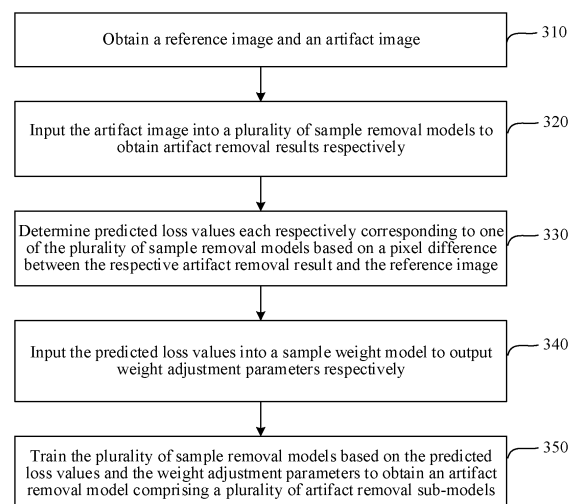 Obtain a reference image and an artifact image
310
Input the artifact image into a plurality of sample removal models to
obtain artifact removal results respectively
320
Determine predicted loss values each respectively corresponding to one
of the plurality of sample removal models based on a pixel difference
between the respective artifact removal result and the reference image
330
Input the predicted loss values into a sample weight model to output
weight adjustment parameters respectively
340
Train the plurality of sample removal models based on the predicted
loss values and the weight adjustment parameters to obtain an artifact
removal model comprising a plurality of artifact removal sub-models
350